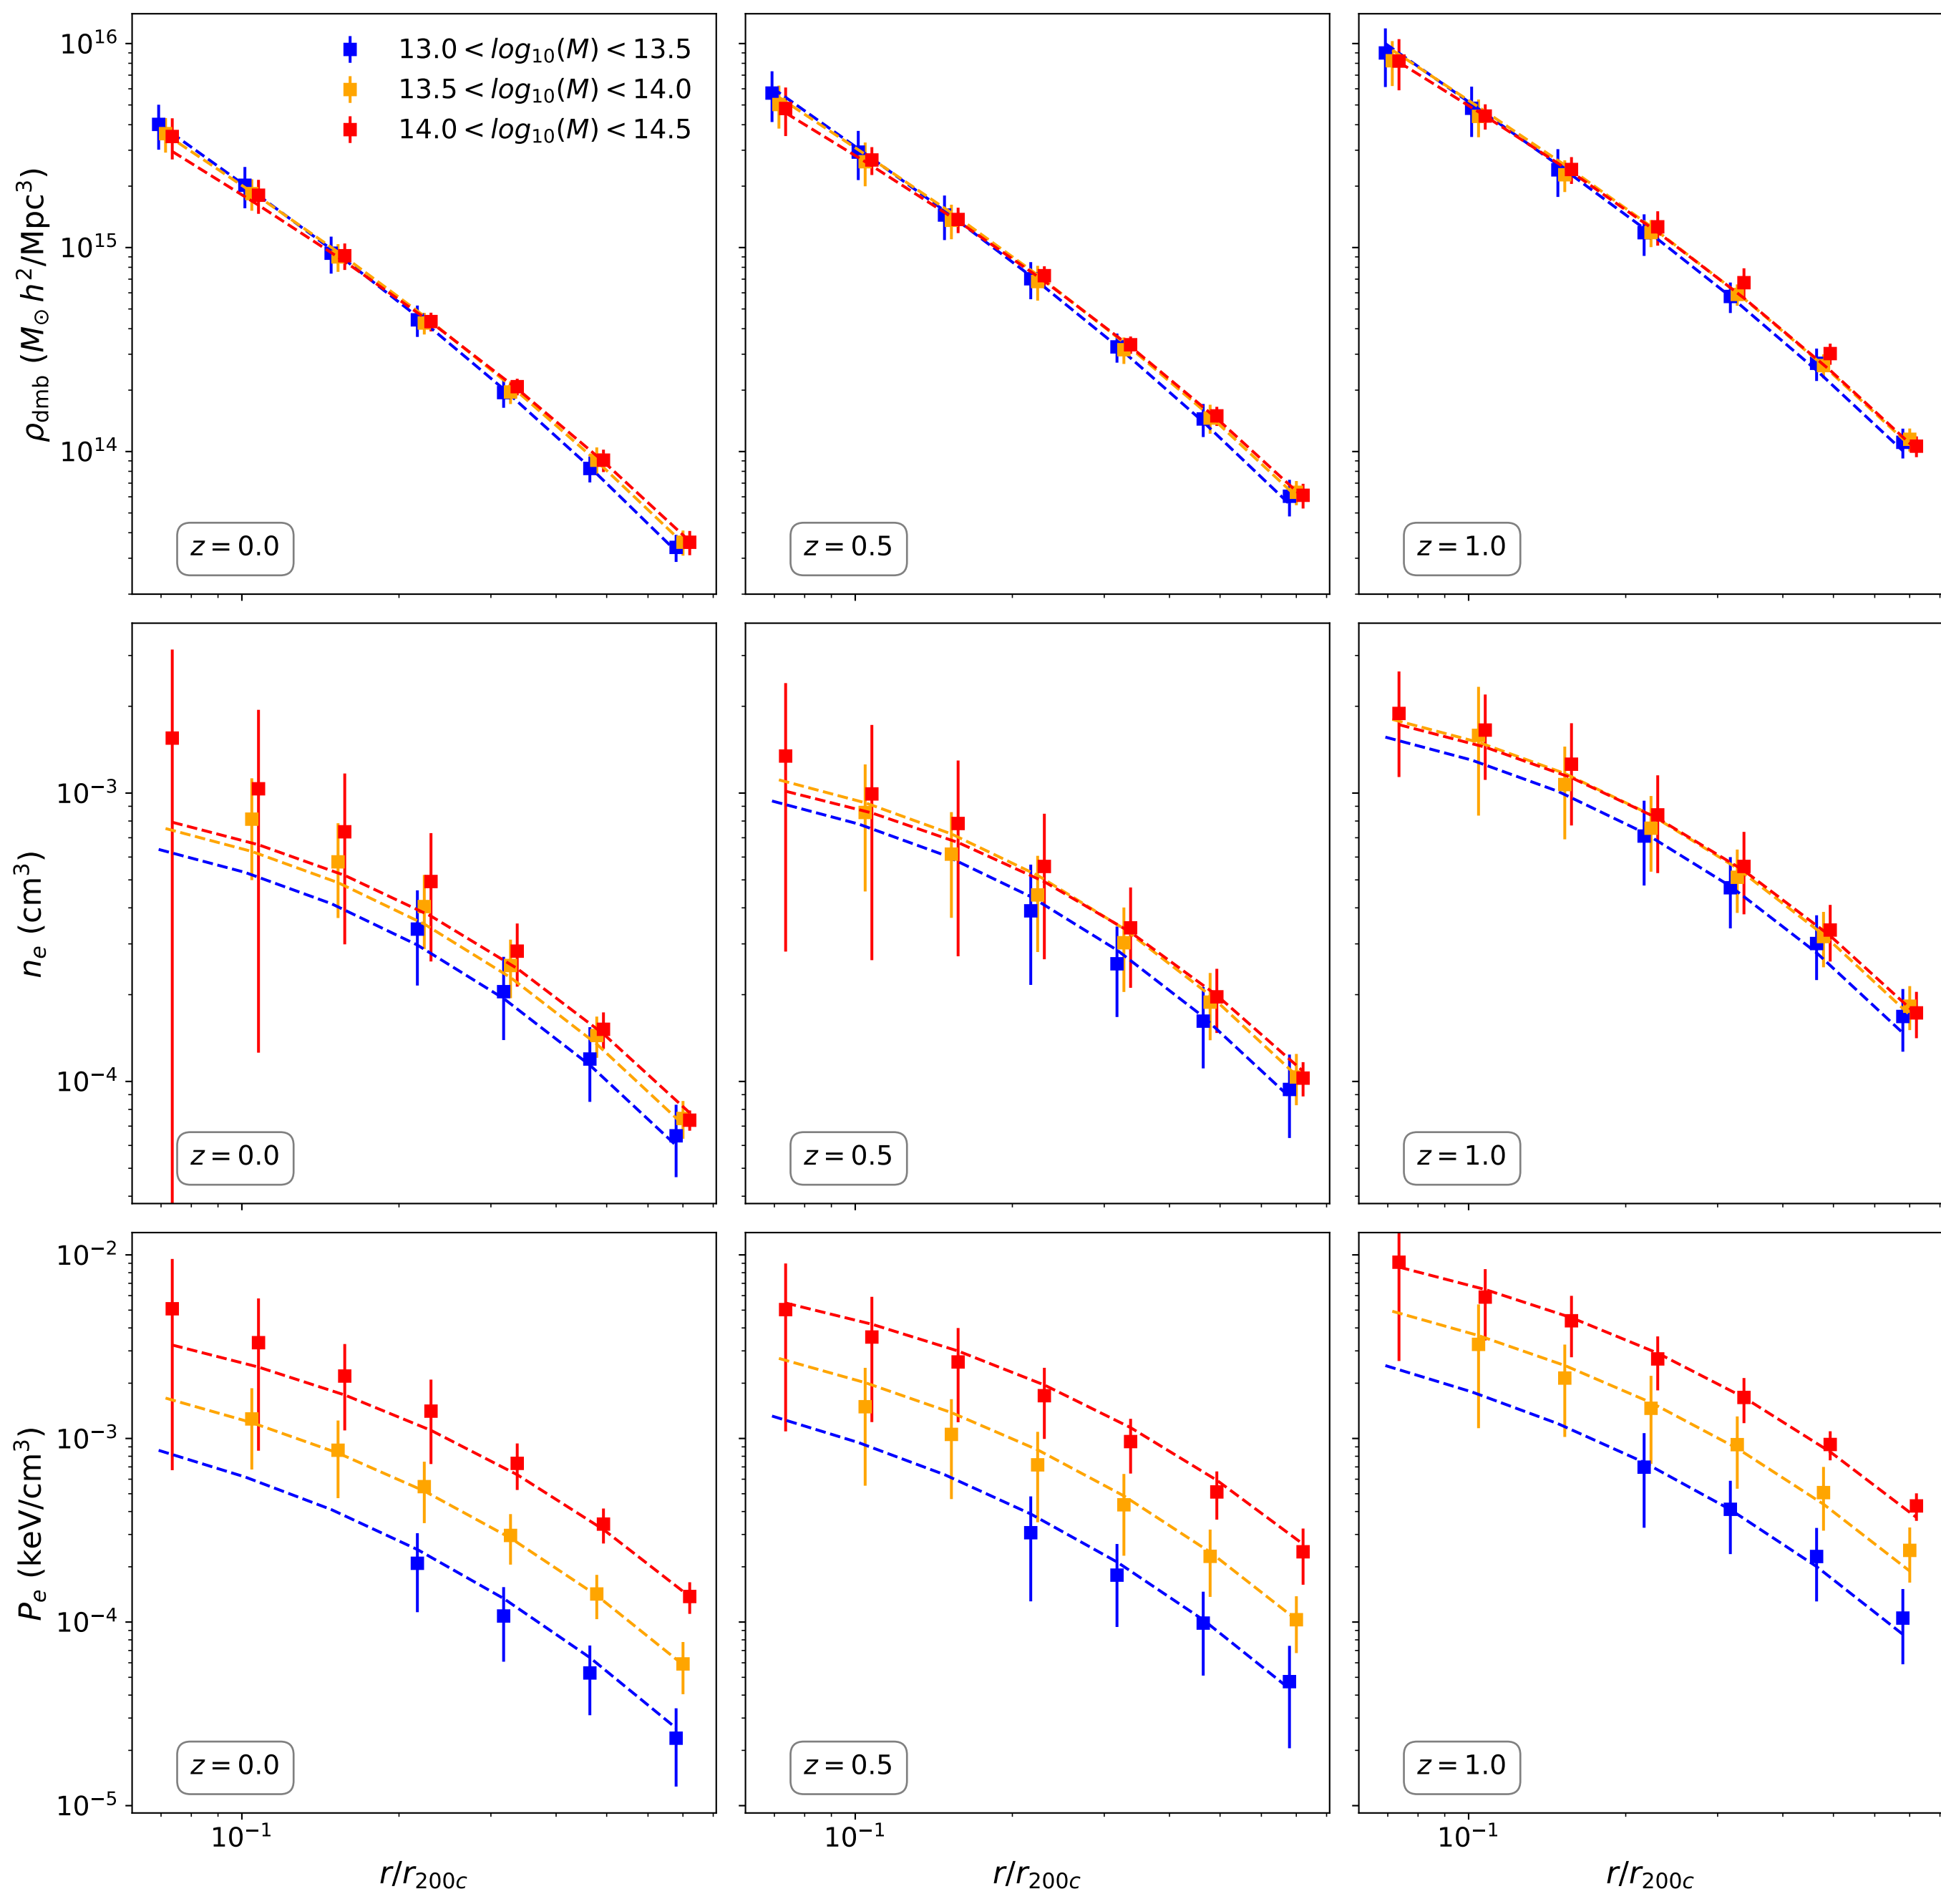 10^16
10^15
10^14
ρ_dmb (M_⊙ h^2/Mpc^3)
13.0 < log_10(M) < 13.5
13.5 < log_10(M) < 14.0
14.0 < log_10(M) < 14.5
z = 0.0
z = 0.5
z = 1.0
10^−3
10^−4
n_e (cm^3)
z = 0.0
z = 0.5
z = 1.0
10^−2
10^−3
10^−4
10^−5
P_e (keV/cm^3)
z = 0.0
z = 0.5
z = 1.0
10^−1
10^−1
10^−1
r/r_200c
r/r_200c
r/r_200c